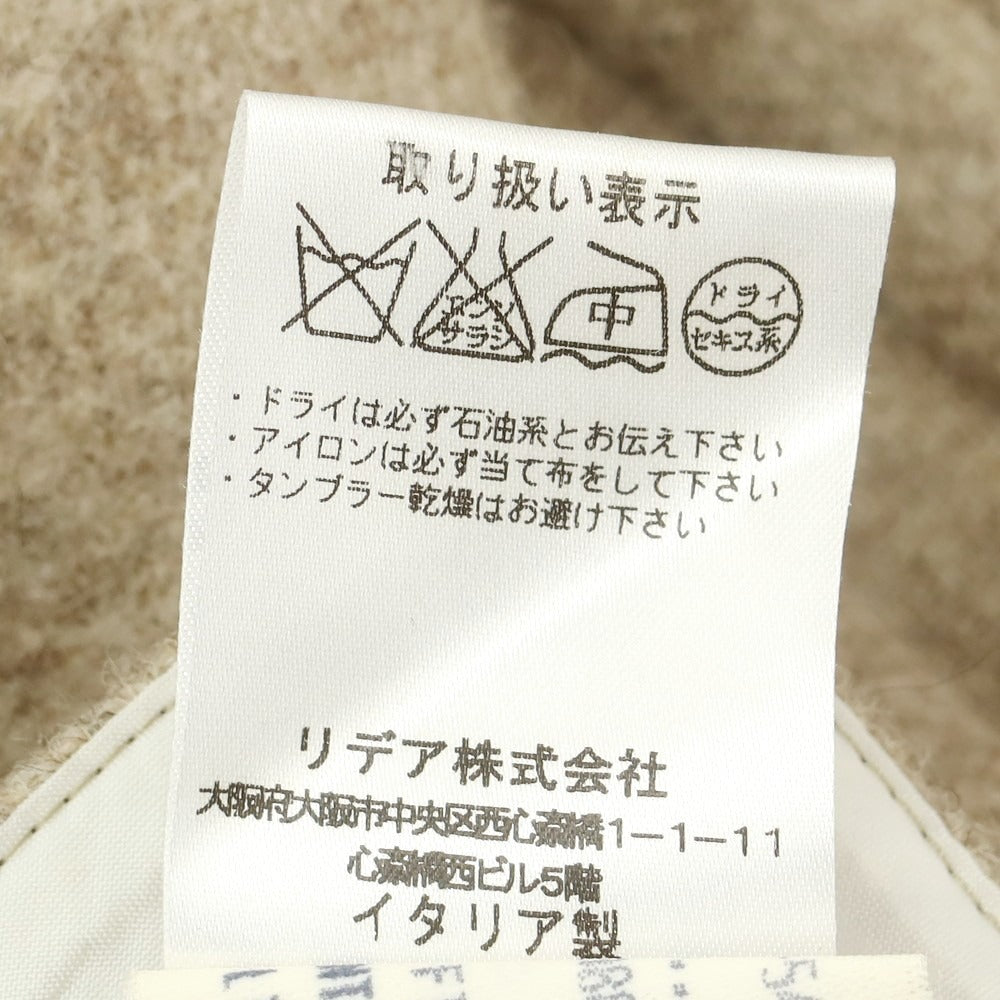 取り扱い表示
エンソ
サラシ
中
ドライ
セキユ系
・ドライは必ず石油系とお伝え下さい
・アイロンは必ず当て布をして下さい
・タンブラー乾燥はお避け下さい
リデア株式会社
大阪府大阪市中央区西心斎橋1-1-11
心斎橋西ビル5階
イタリア製